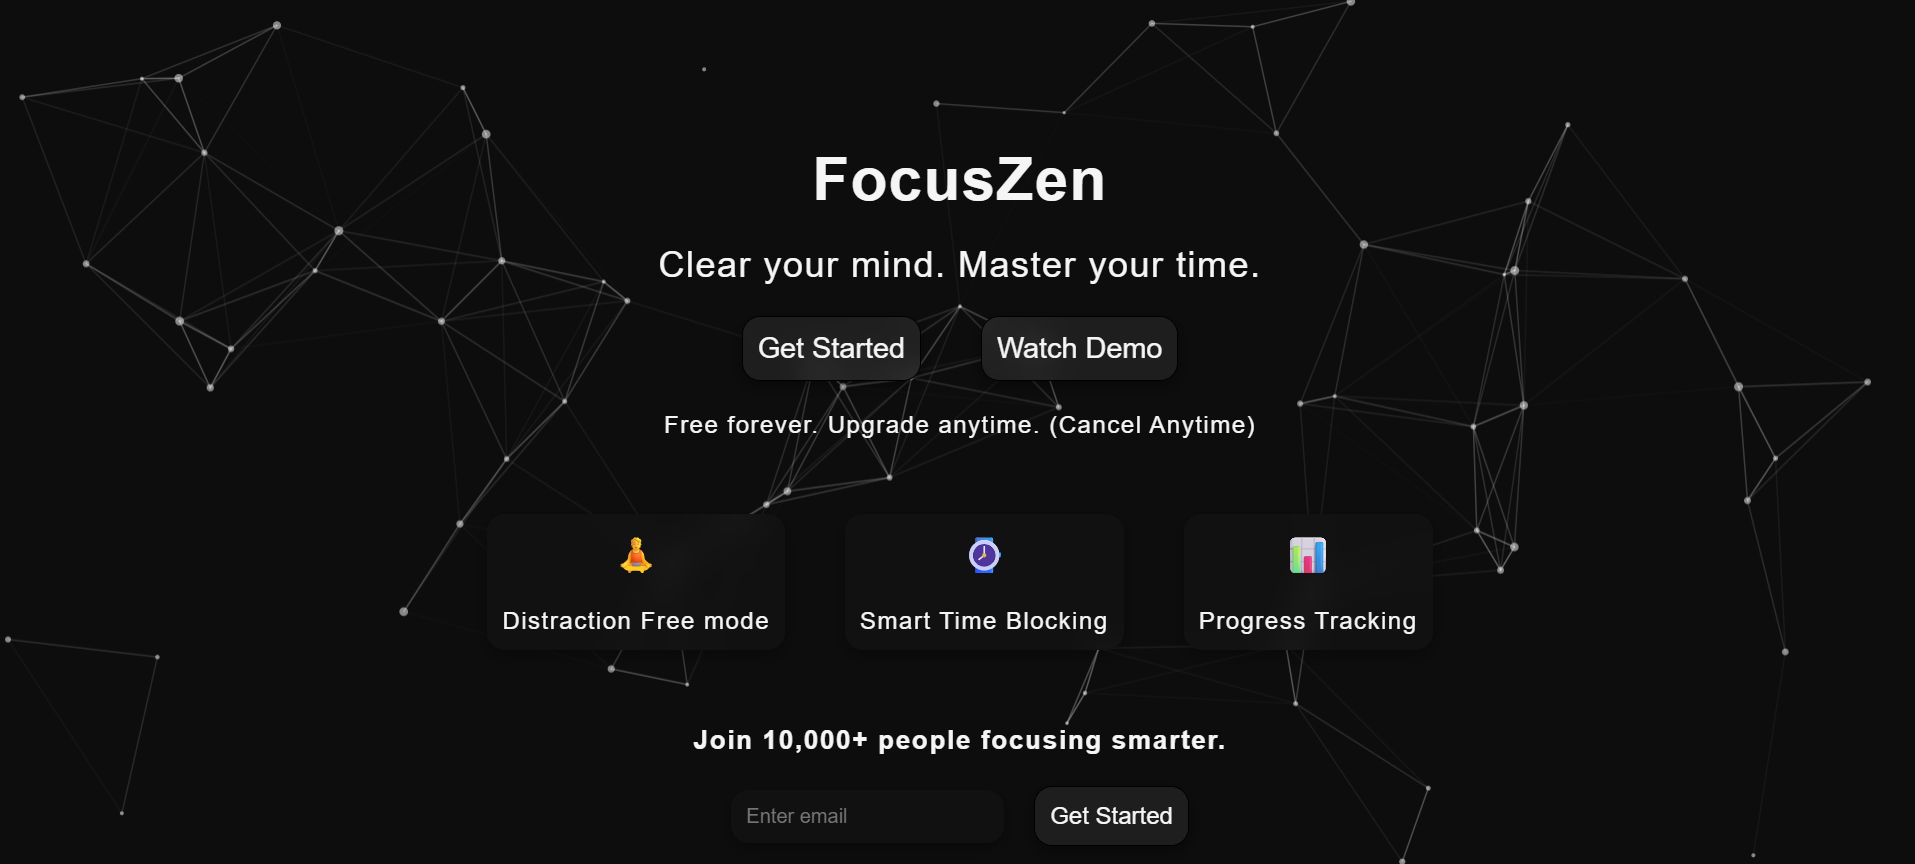 FocusZen
Clear your mind. Master your time.
Get Started
Watch Demo
Free forever. Upgrade anytime. (Cancel Anytime)
Distraction Free mode
Smart Time Blocking
Progress Tracking
Join 10,000+ people focusing smarter.
Enter email
Get Started